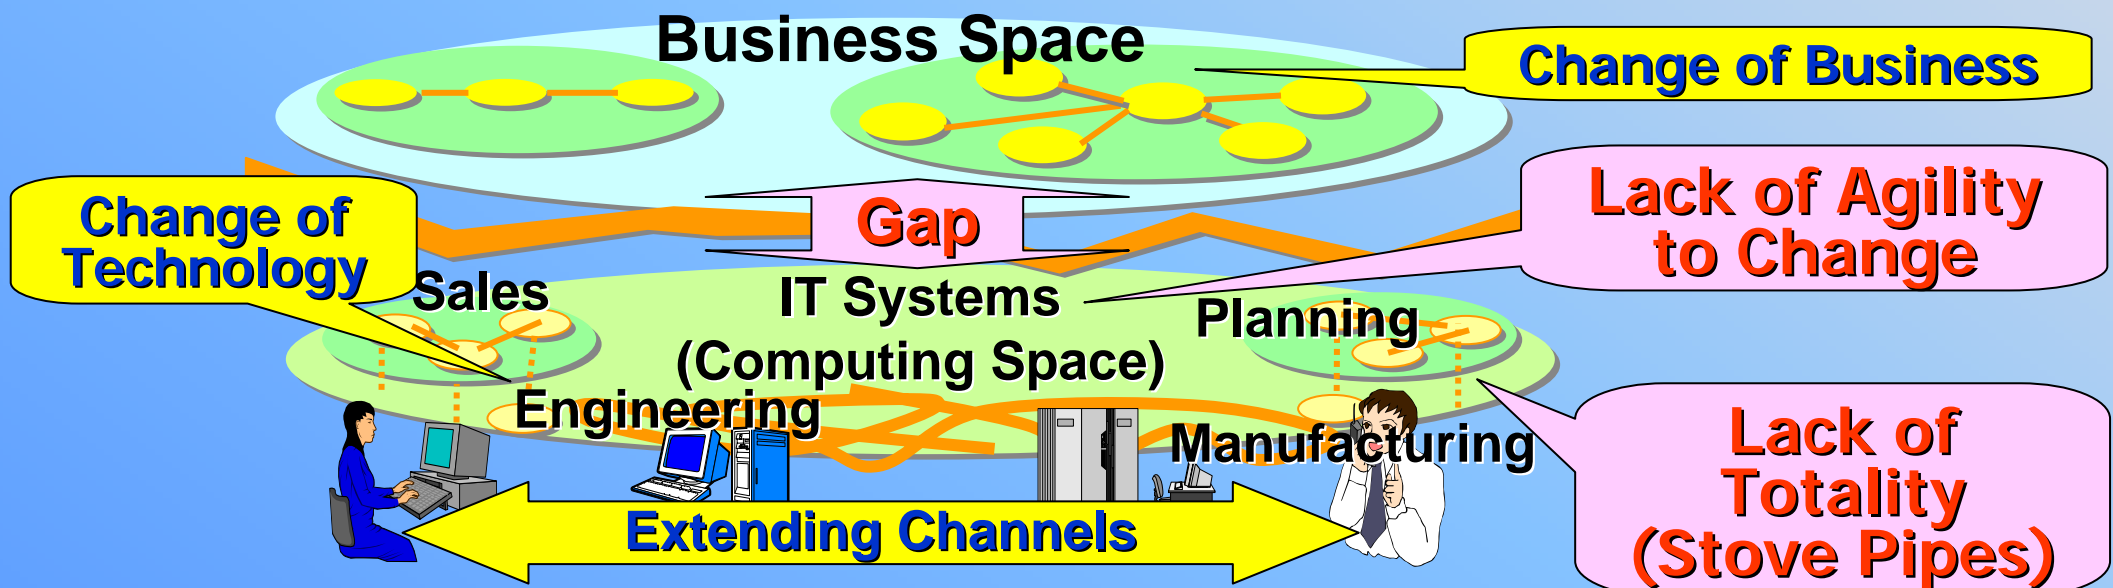 Business Space
Change of Business
Change of
Technology
Gap
Lack of Agility
to Change
Sales
IT Systems
(Computing Space)
Planning
Engineering
Manufacturing
Lack of
Totality
(Stove Pipes)
Extending Channels